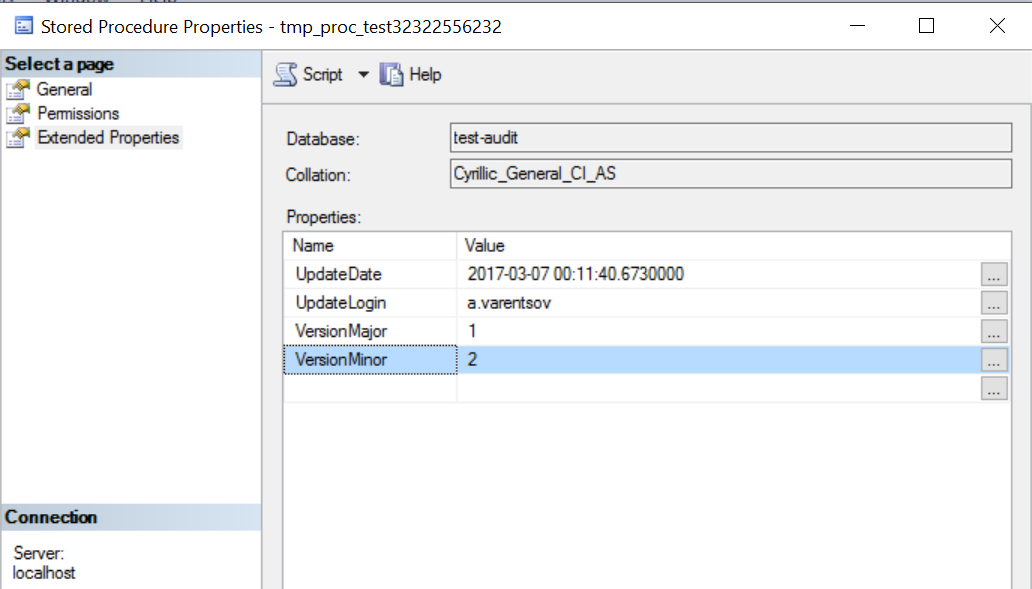 Stored Procedure Properties - tmp_proc_test32322556232
Select a page
General
Permissions
Extended Properties
Script
Help
Database:
test-audit
Collation:
Cyrillic_General_CI_AS
Properties:
Name Value
UpdateDate 2017-03-07 00:11:40.6730000 ...
UpdateLogin a.varentsov ...
VersionMajor 1 ...
VersionMinor 2 ...
...
Connection
Server:
localhost